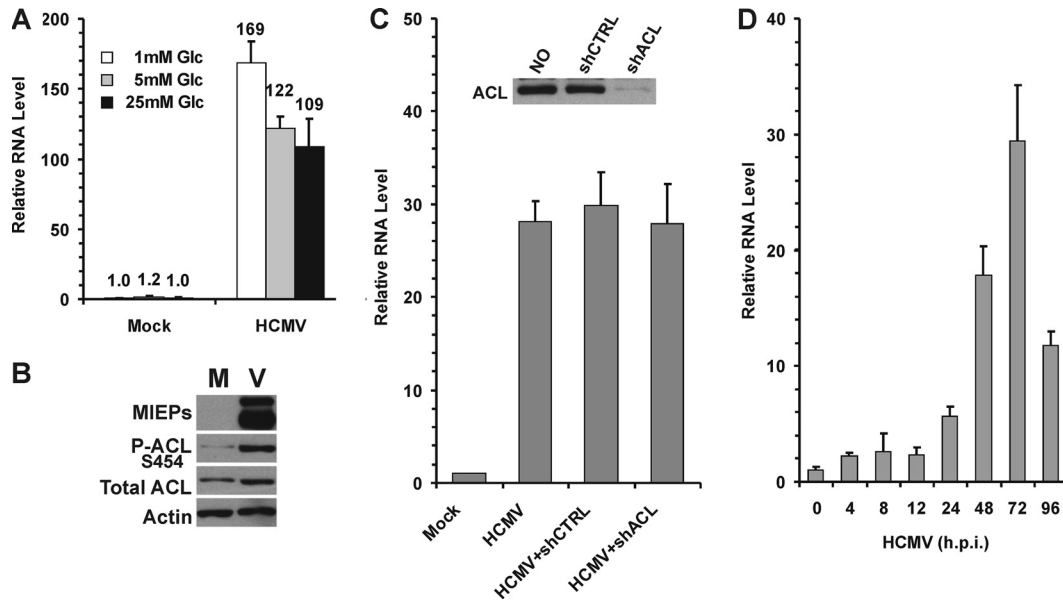 A
Relative RNA Level
200
150
100
50
0
1mM Glc
5mM Glc
25mM Glc
169
122
109
1.0
1.2
1.0
Mock
HCMV
B
M
V
MIEPs
P-ACL
S454
Total ACL
Actin
C
Relative RNA Level
50
40
30
20
10
0
NO
shCTRL
shACL
ACL
Mock
HCMV
HCMV+shCTRL
HCMV+shACL
D
Relative RNA Level
40
30
20
10
0
0
4
8
12
24
48
72
96
HCMV (h.p.i.)